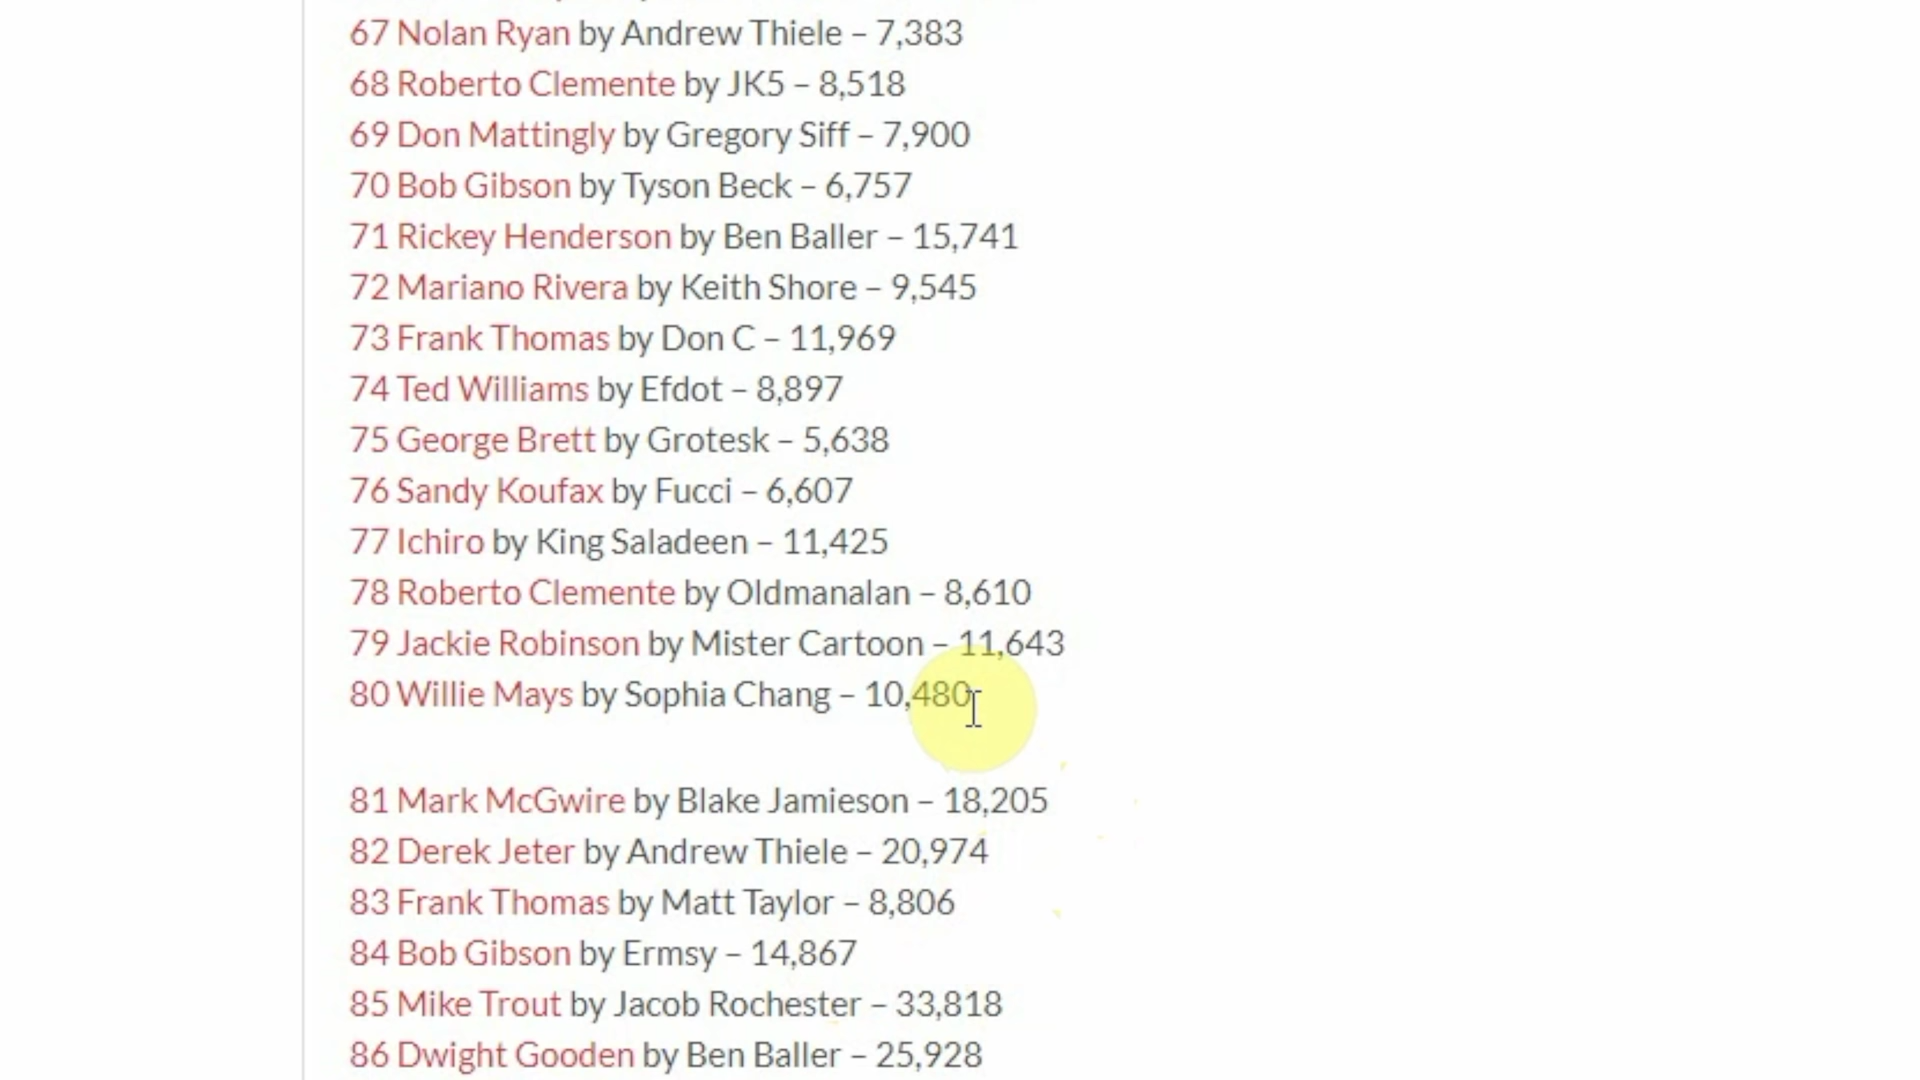 67 Nolan Ryan by Andrew Thiele – 7,383
68 Roberto Clemente by JK5 – 8,518
69 Don Mattingly by Gregory Siff – 7,900
70 Bob Gibson by Tyson Beck – 6,757
71 Rickey Henderson by Ben Baller – 15,741
72 Mariano Rivera by Keith Shore – 9,545
73 Frank Thomas by Don C – 11,969
74 Ted Williams by Efdot – 8,897
75 George Brett by Grotesk – 5,638
76 Sandy Koufax by Fucci – 6,607
77 Ichiro by King Saladeen – 11,425
78 Roberto Clemente by Oldmanalan – 8,610
79 Jackie Robinson by Mister Cartoon – 11,643
80 Willie Mays by Sophia Chang – 10,480
81 Mark McGwire by Blake Jamieson – 18,205
82 Derek Jeter by Andrew Thiele – 20,974
83 Frank Thomas by Matt Taylor – 8,806
84 Bob Gibson by Ermsy – 14,867
85 Mike Trout by Jacob Rochester – 33,818
86 Dwight Gooden by Ben Baller – 25,928